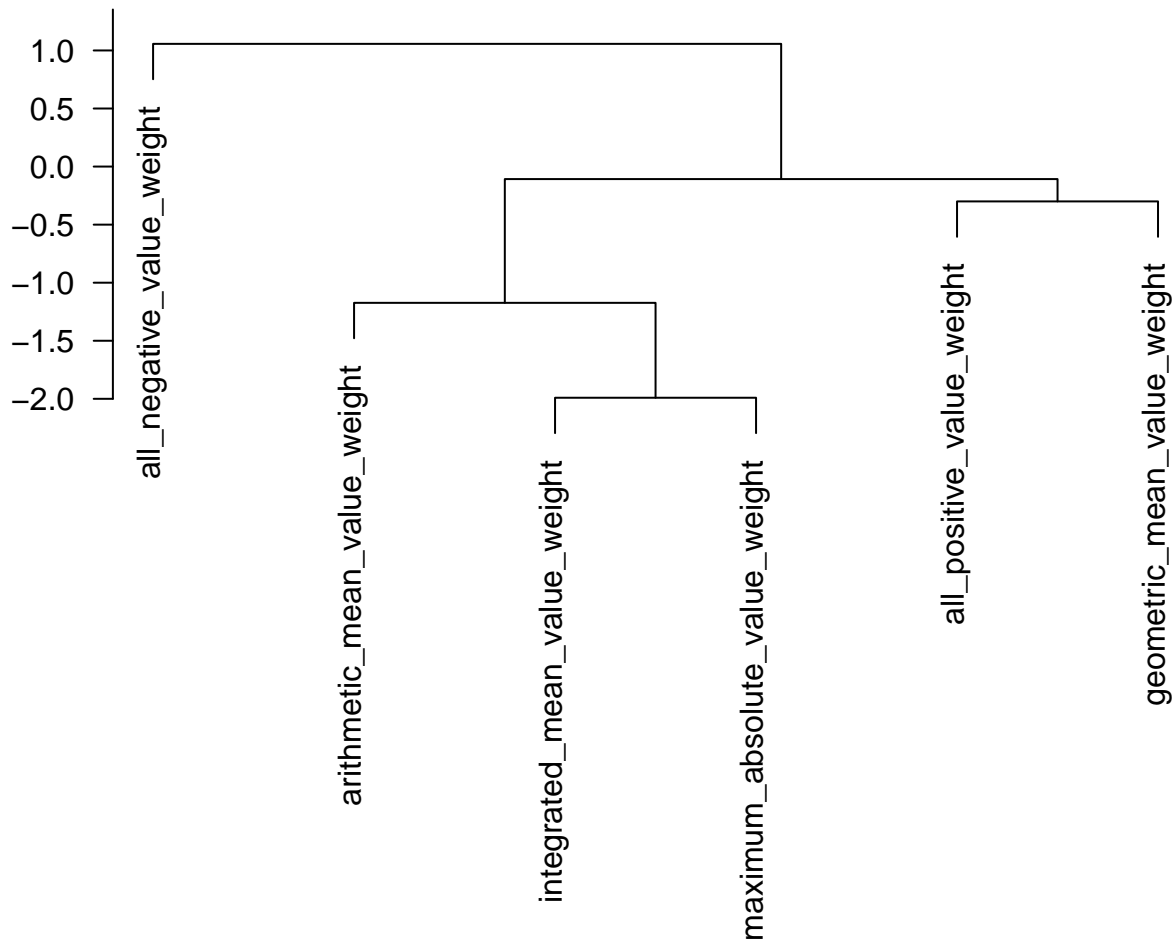 1.0
0.5
0.0
−0.5
−1.0
−1.5
−2.0
all_negative_value_weight
arithmetic_mean_value_weight
integrated_mean_value_weight
maximum_absolute_value_weight
all_positive_value_weight
geometric_mean_value_weight